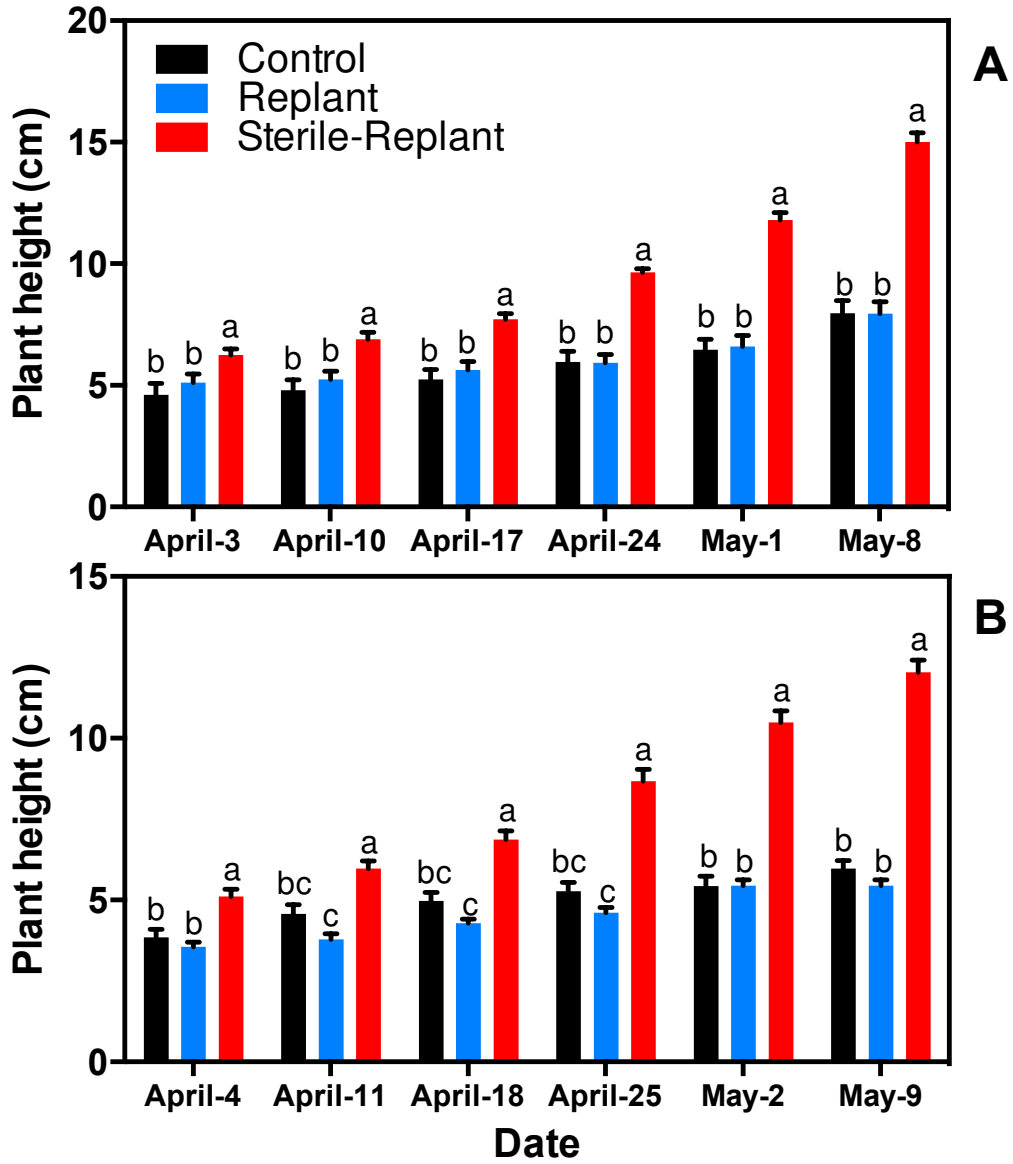 20
15
10
5
0
Plant height (cm)
Control
Replant
Sterile-Replant
A
b b a
b b a
b b a
b b a
b b a
b b a
April-3 April-10 April-17 April-24 May-1 May-8
15
10
5
0
Plant height (cm)
B
b b a
bc c a
bc c a
bc c a
b b a
b b a
April-4 April-11 April-18 April-25 May-2 May-9
Date